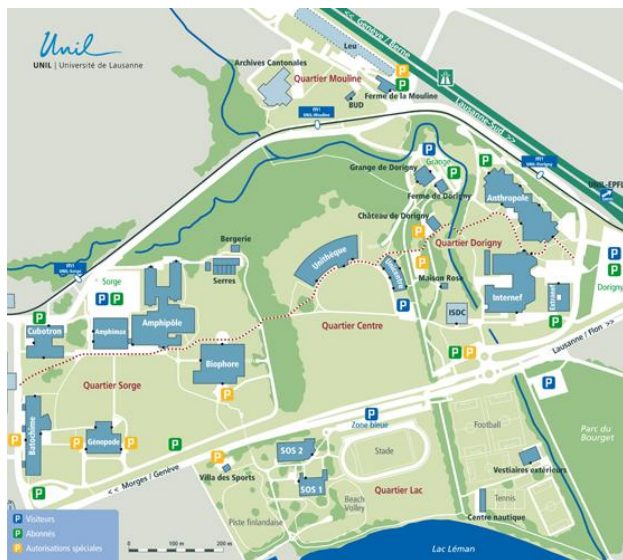 Unil
UNIL | Université de Lausanne
<< Genève / Berne
Lausanne-Sud >>
Leu
Archives Cantonales
Quartier Mouline
Ferme de la Mouline
BUD
UNIL-Mouline
Grange de Dorigny
Grange
Ferme de Dorigny
Château de Dorigny
Anthropole
UNIL-Dorigny
UNIL-EPFL
Quartier Dorigny
Bergerie
Serres
Unithèque
Unicentre
Maison Rose
Internef
Extranef
Dorigny
ISDC
UNIL-Sorge
Sorge
Cubotron
Amphimax
Amphipôle
Biophore
Quartier Centre
Quartier Sorge
Lausanne / Flon >>
Batochime
Génopode
Zone bleue
Football
Parc du
Bourget
<< Morges / Genève
Villa des Sports
SOS 2
SOS 1
Stade
Vestiaires extérieurs
Quartier Lac
Beach
Volley
Tennis
Piste finlandaise
Centre nautique
Lac Léman
P Visiteurs
P Abonnés
P Autorisations spéciales
0 100 m 200 m